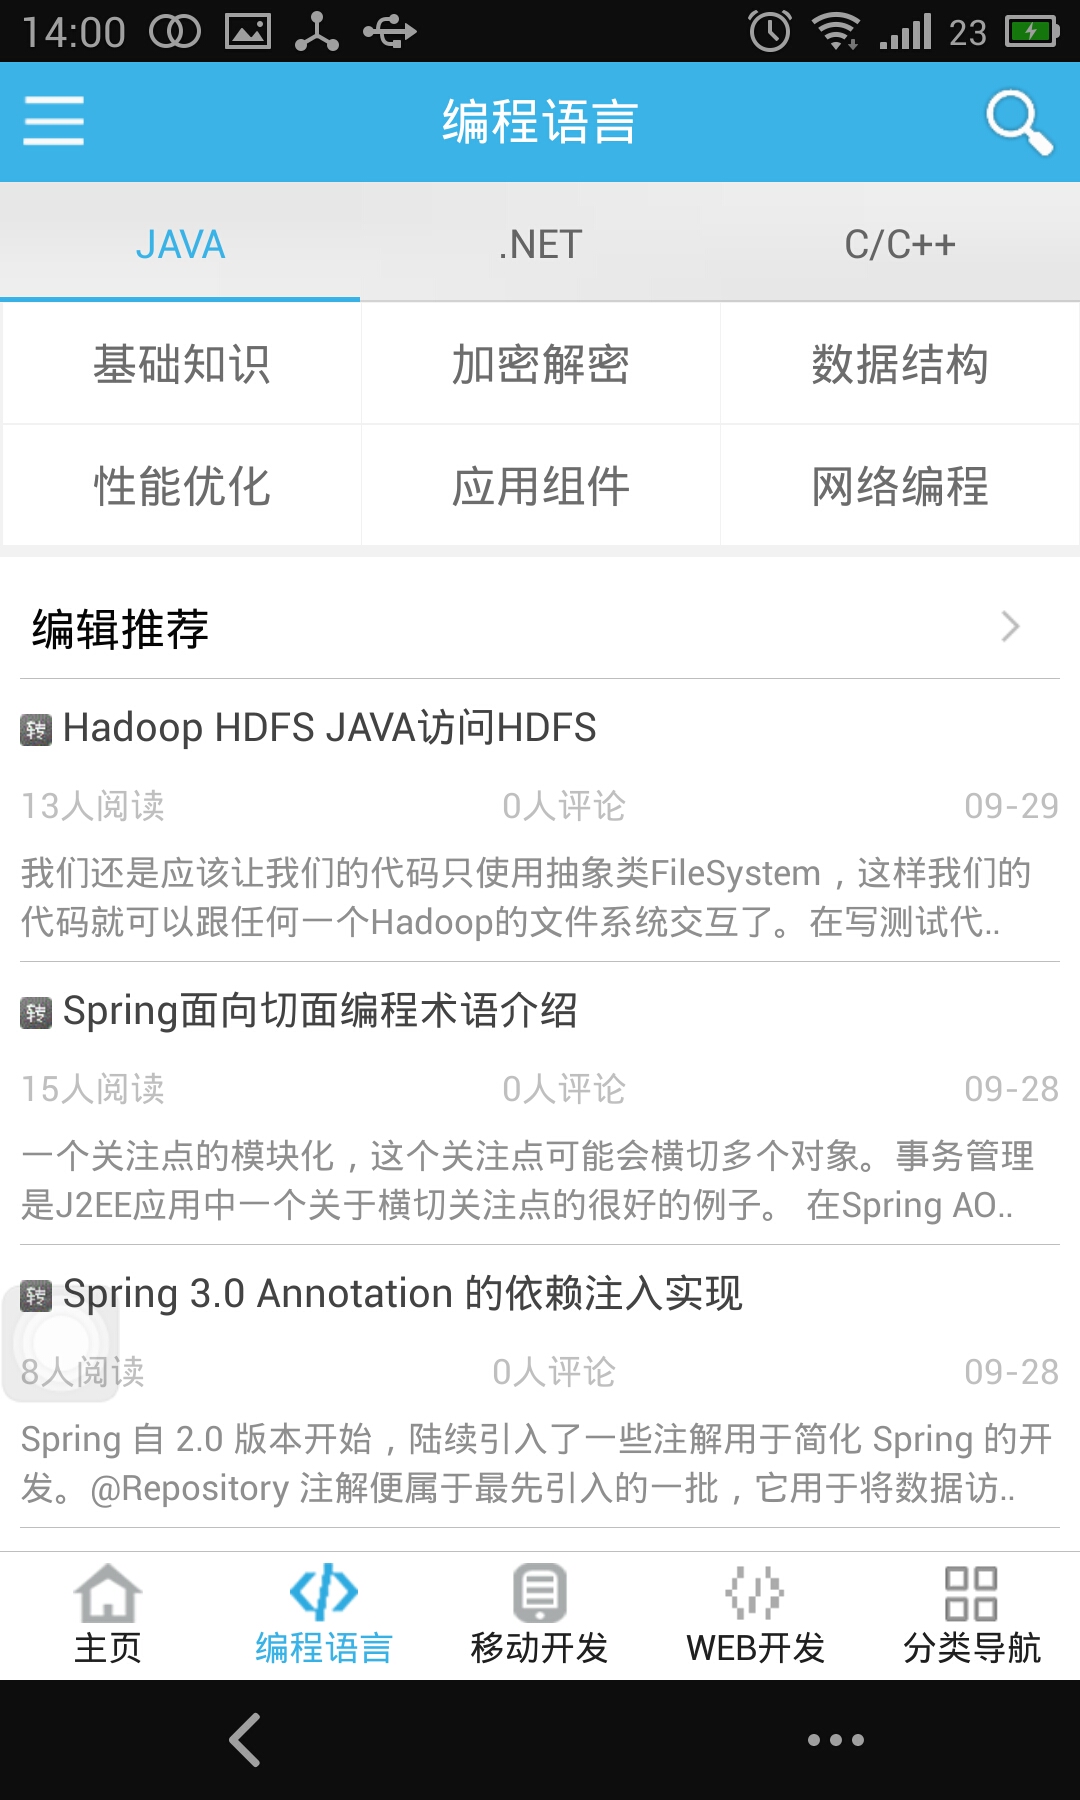 14:00
23
编程语言
JAVA
.NET
C/C++
基础知识
加密解密
数据结构
性能优化
应用组件
网络编程
编辑推荐
转 Hadoop HDFS JAVA访问HDFS
13人阅读
0人评论
09-29
我们还是应该让我们的代码只使用抽象类FileSystem，这样我们的
代码就可以跟任何一个Hadoop的文件系统交互了。在写测试代..
转 Spring面向切面编程术语介绍
15人阅读
0人评论
09-28
一个关注点的模块化，这个关注点可能会横切多个对象。事务管理
是J2EE应用中一个关于横切关注点的很好的例子。 在Spring AO..
转 Spring 3.0 Annotation 的依赖注入实现
8人阅读
0人评论
09-28
Spring 自 2.0 版本开始，陆续引入了一些注解用于简化 Spring 的开
发。@Repository 注解便属于最先引入的一批，它用于将数据访..
主页
编程语言
移动开发
WEB开发
分类导航